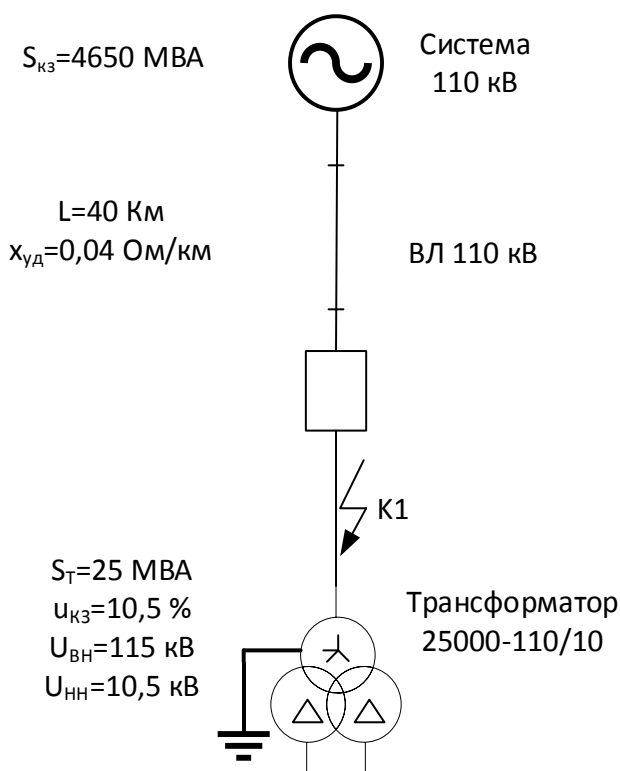 Sкз=4650 МВА
Система
110 кВ
L=40 Км
xуд=0,04 Ом/км
ВЛ 110 кВ
К1
Sт=25 МВА
uкз=10,5 %
Uвн=115 кВ
Uнн=10,5 кВ
Трансформатор
25000-110/10